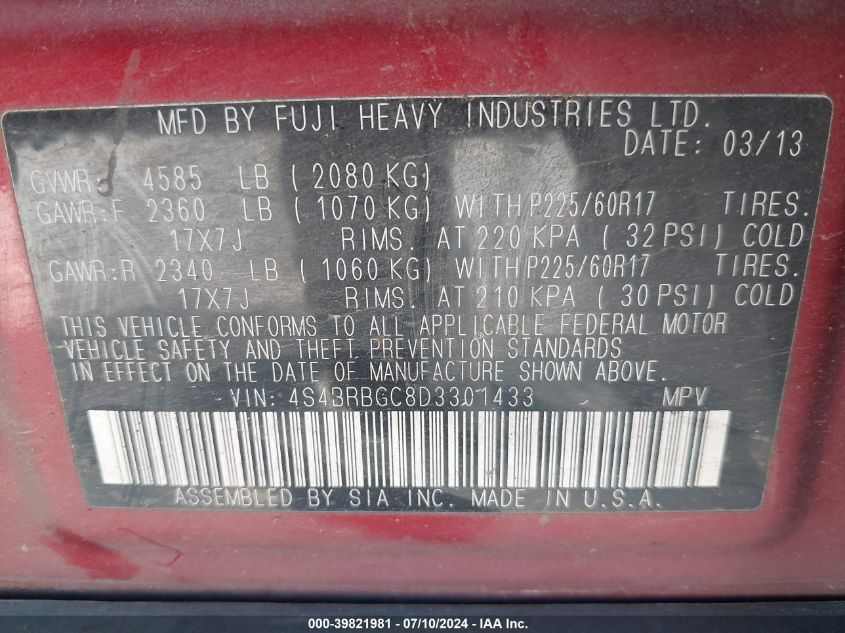 MFD BY FUJI HEAVY INDUSTRIES LTD.
DATE: 03/13
GVWR: 4585 LB ( 2080 KG)
GAWR:F 2360 LB ( 1070 KG) WITH P225/60R17 TIRES.
17X7J RIMS. AT 220 KPA ( 32 PSI) COLD
GAWR:R 2340 LB ( 1060 KG) WITH P225/60R17 TIRES.
17X7J RIMS. AT 210 KPA ( 30 PSI) COLD
THIS VEHICLE CONFORMS TO ALL APPLICABLE FEDERAL MOTOR
VEHICLE SAFETY AND THEFT PREVENTION STANDARDS
IN EFFECT ON THE DATE OF MANUFACTURE SHOWN ABOVE.
VIN: 4S4BRBGC8D3301433 MPV
ASSEMBLED BY SIA INC. MADE IN U.S.A.
000-39821981 - 07/10/2024 - IAA Inc.